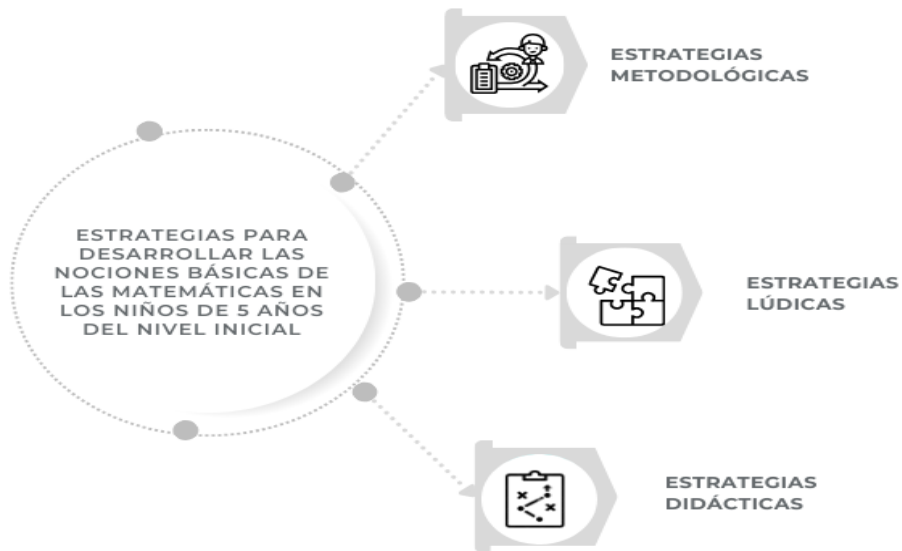 ESTRATEGIAS PARA
DESARROLLAR LAS
NOCIONES BÁSICAS DE
LAS MATEMÁTICAS EN
LOS NIÑOS DE 5 AÑOS
DEL NIVEL INICIAL
ESTRATEGIAS
METODOLÓGICAS
ESTRATEGIAS
LÚDICAS
ESTRATEGIAS
DIDÁCTICAS